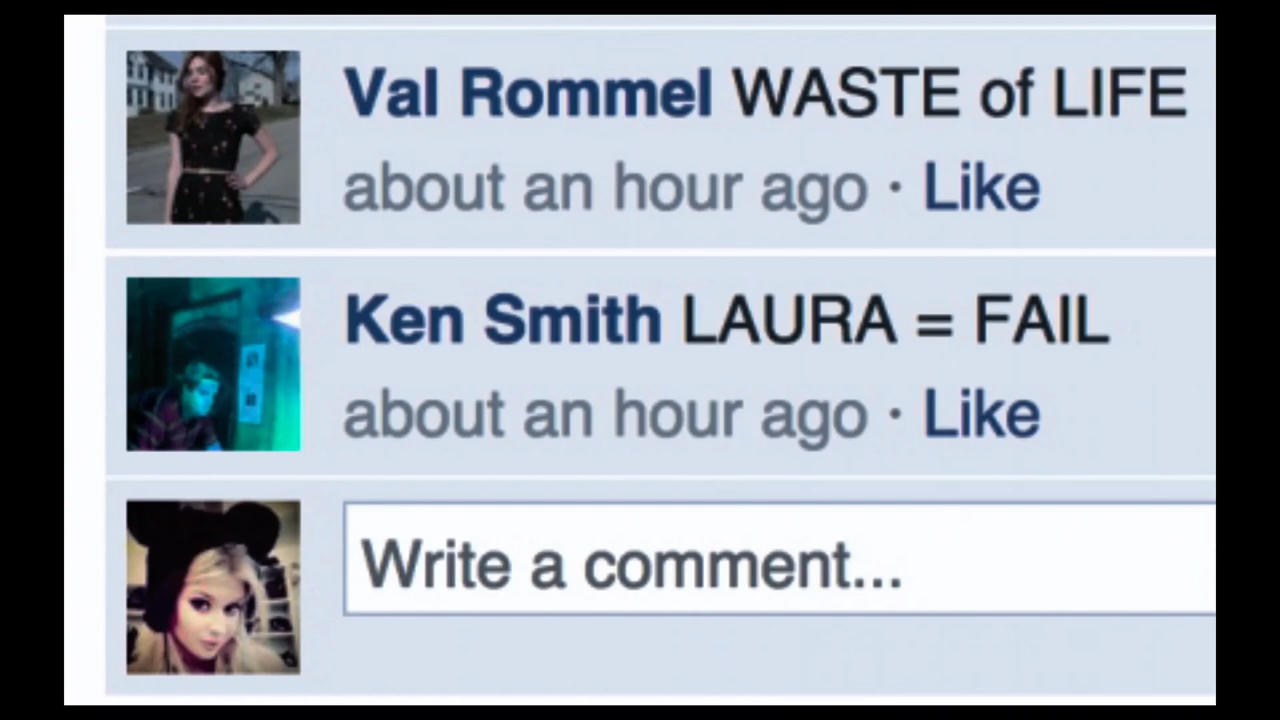 Val Rommel WASTE of LIFE
about an hour ago · Like
Ken Smith LAURA = FAIL
about an hour ago · Like
Write a comment...